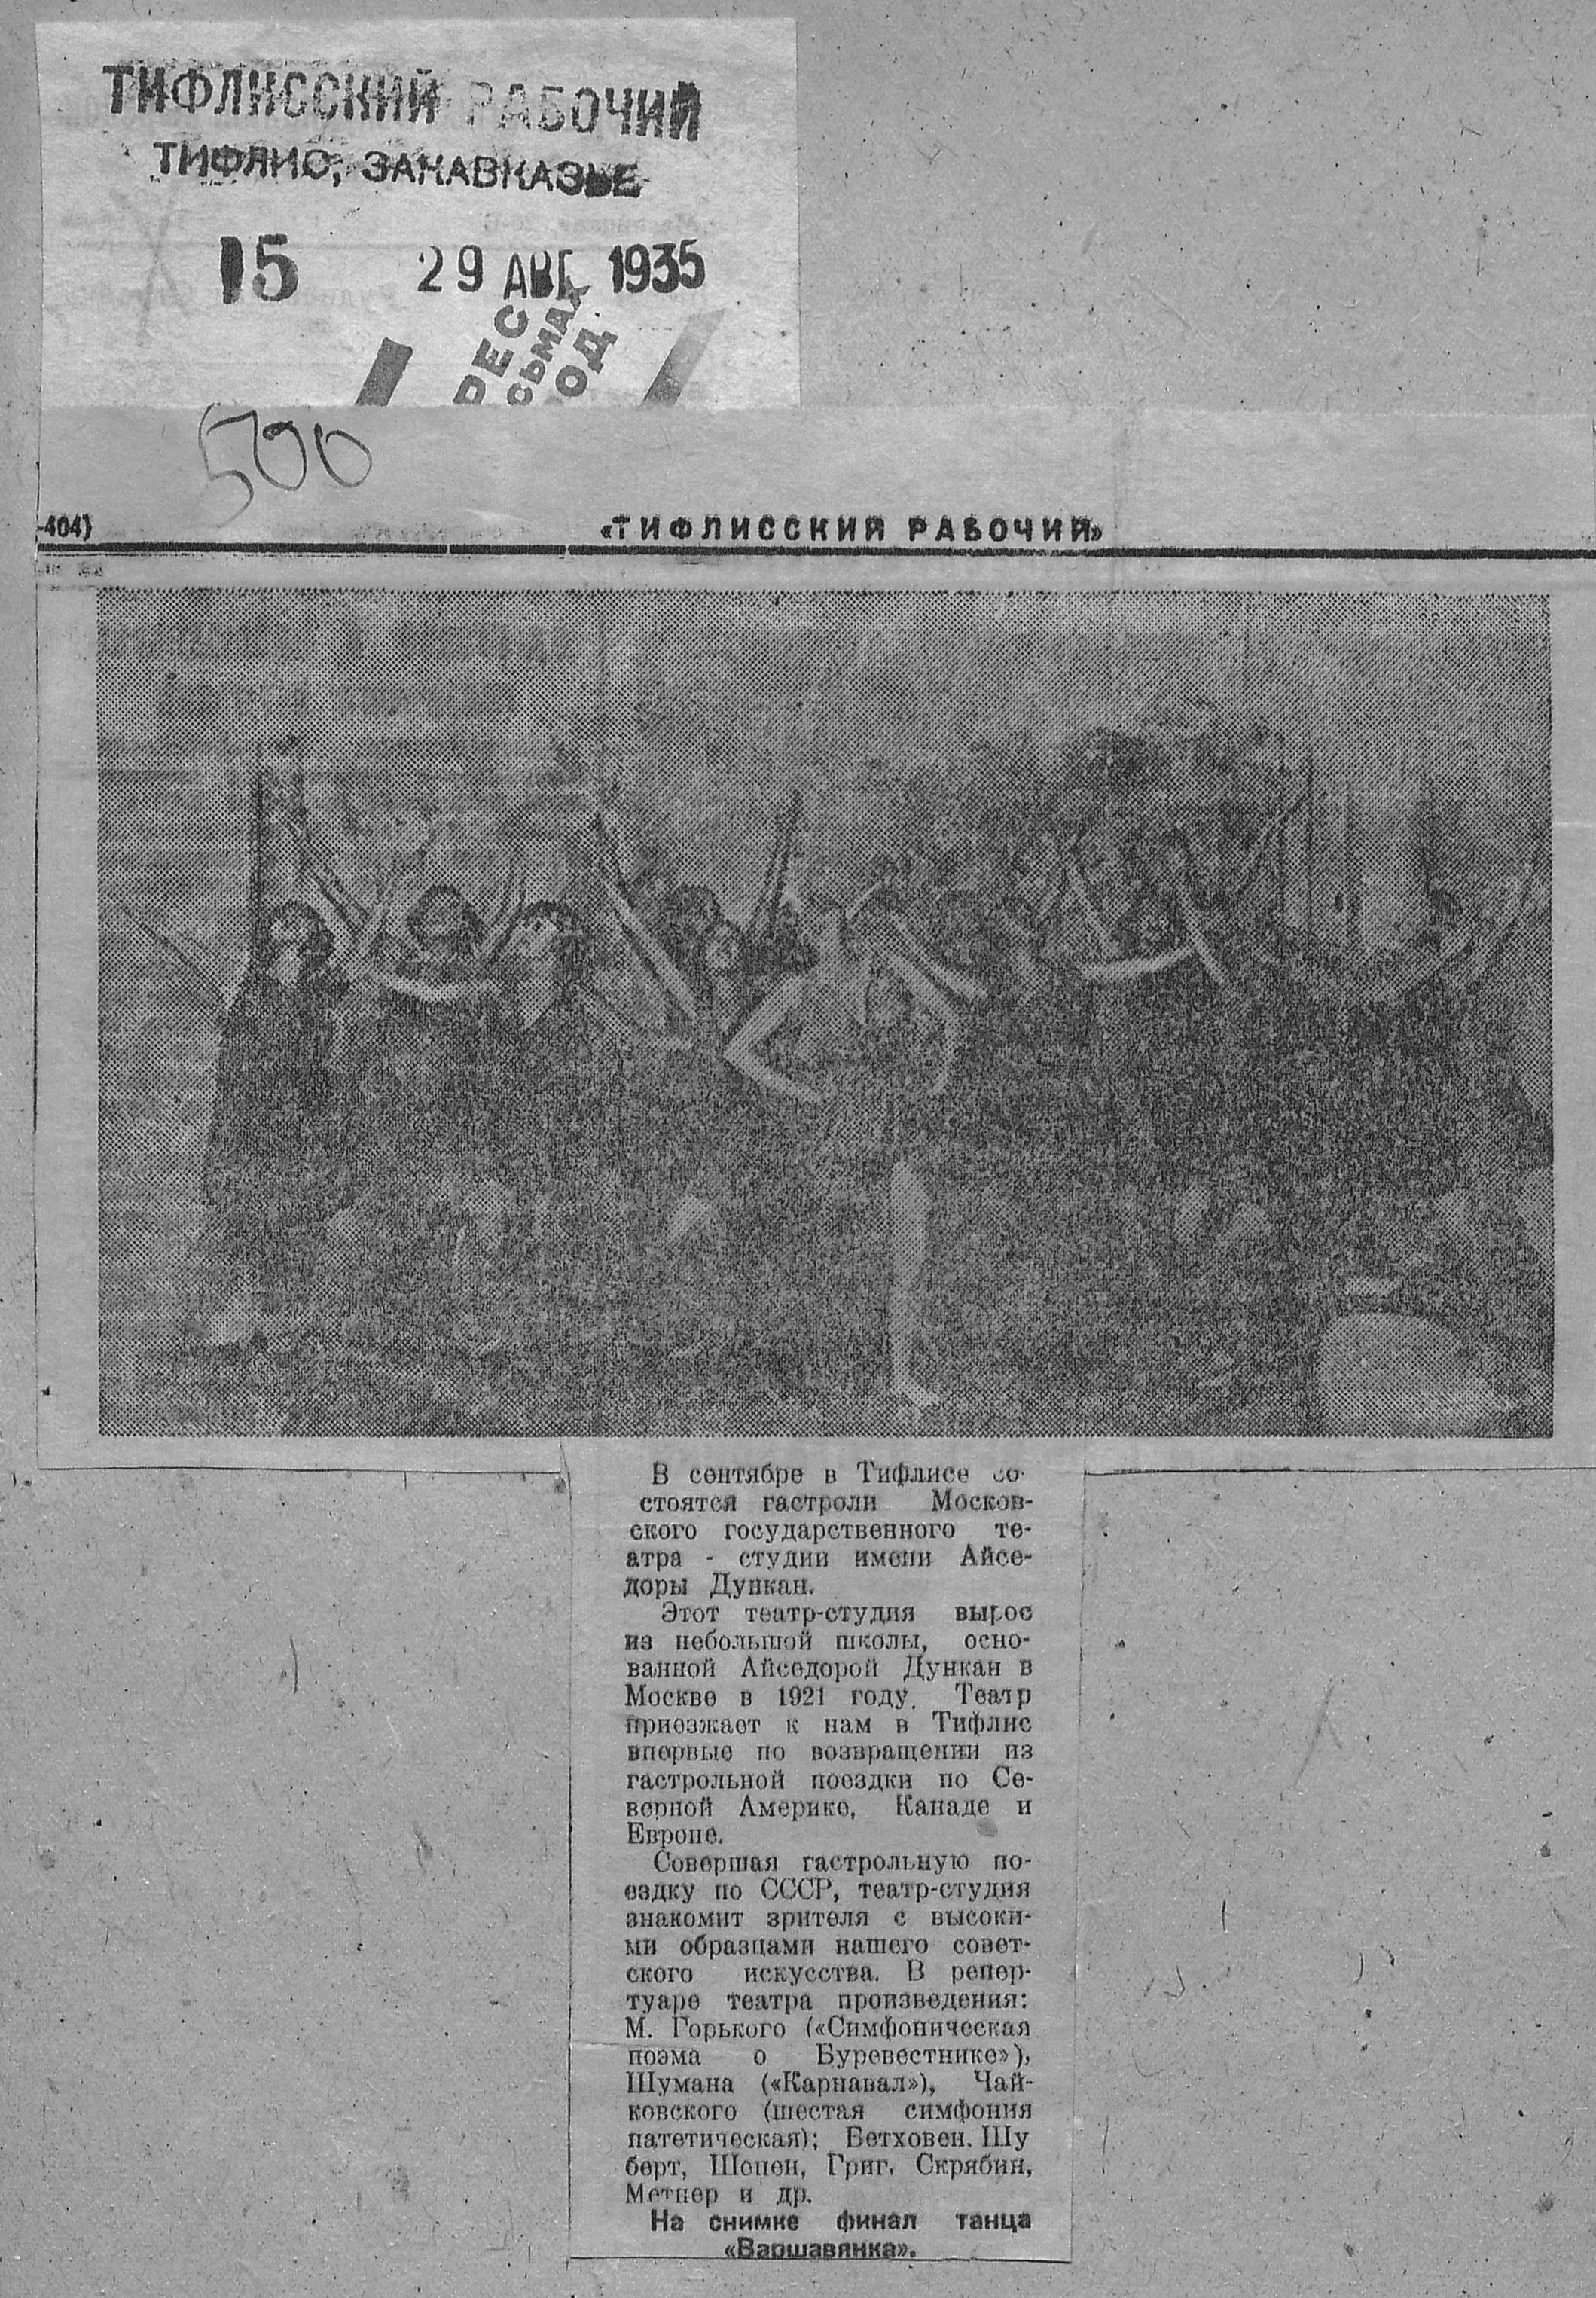 ТИФЛИССКИЙ РАБОЧИЙ
ТИФЛИС, ЗАКАВКАЗЬЕ
15 29 АВГ. 1935
500
-404)
«ТИФЛИССКИЙ РАБОЧИЙ»
В сентябре в Тифлисе со-
стоятся гастроли Москов-
ского государственного те-
атра - студии имени Айсе-
доры Дункан.
Этот театр-студия вырос
из небольшой школы, осно-
ванной Айседорой Дункан в
Москве в 1921 году. Театр
приезжает к нам в Тифлис
впервые по возвращении из
гастрольной поездки по Се-
верной Америке, Канаде и
Европе.
Совершая гастрольную по-
ездку по СССР, театр-студия
знакомит зрителя с высоки-
ми образцами нашего совет-
ского искусства. В репер-
туаре театра произведения:
М. Горького («Симфоническая
поэма о Буревестнике»),
Шумана («Карнавал»), Чай-
ковского (шестая симфония
патетическая); Бетховен, Шу
берт, Шопен, Григ, Скрябин,
Метнер и др.
На снимке финал танца
«Варшавянка».